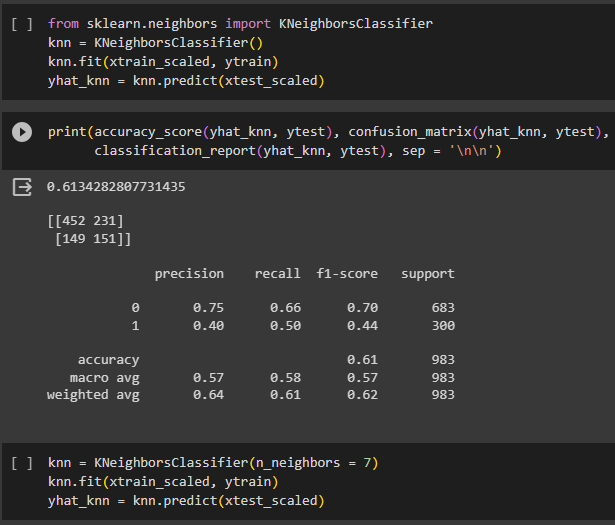 [ ] from sklearn.neighbors import KNeighborsClassifier
knn = KNeighborsClassifier()
knn.fit(xtrain_scaled, ytrain)
yhat_knn = knn.predict(xtest_scaled)
print(accuracy_score(yhat_knn, ytest), confusion_matrix(yhat_knn, ytest),
classification_report(yhat_knn, ytest), sep = '\n\n')
0.6134282807731435
[[452 231]
[149 151]]
precision recall f1-score support
0 0.75 0.66 0.70 683
1 0.40 0.50 0.44 300
accuracy 0.61 983
macro avg 0.57 0.58 0.57 983
weighted avg 0.64 0.61 0.62 983
[ ] knn = KNeighborsClassifier(n_neighbors = 7)
knn.fit(xtrain_scaled, ytrain)
yhat_knn = knn.predict(xtest_scaled)